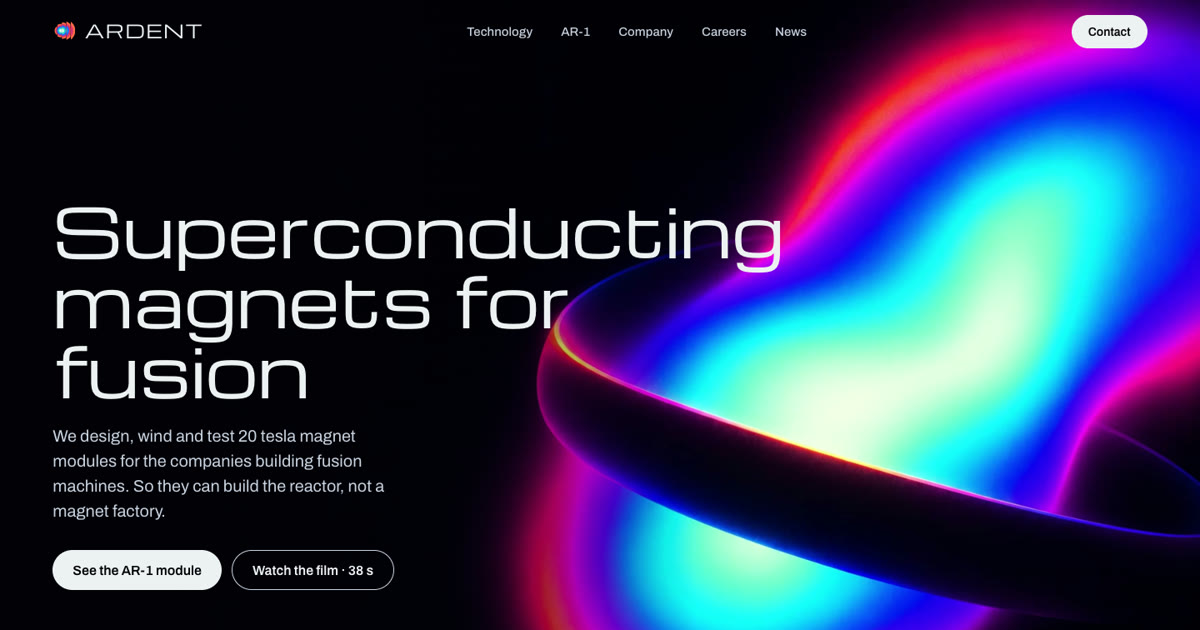 ARDENT
Technology
AR-1
Company
Careers
News
Contact
Superconducting
magnets for
fusion
We design, wind and test 20 tesla magnet
modules for the companies building fusion
machines. So they can build the reactor, not a
magnet factory.
See the AR-1 module
Watch the film · 38 s